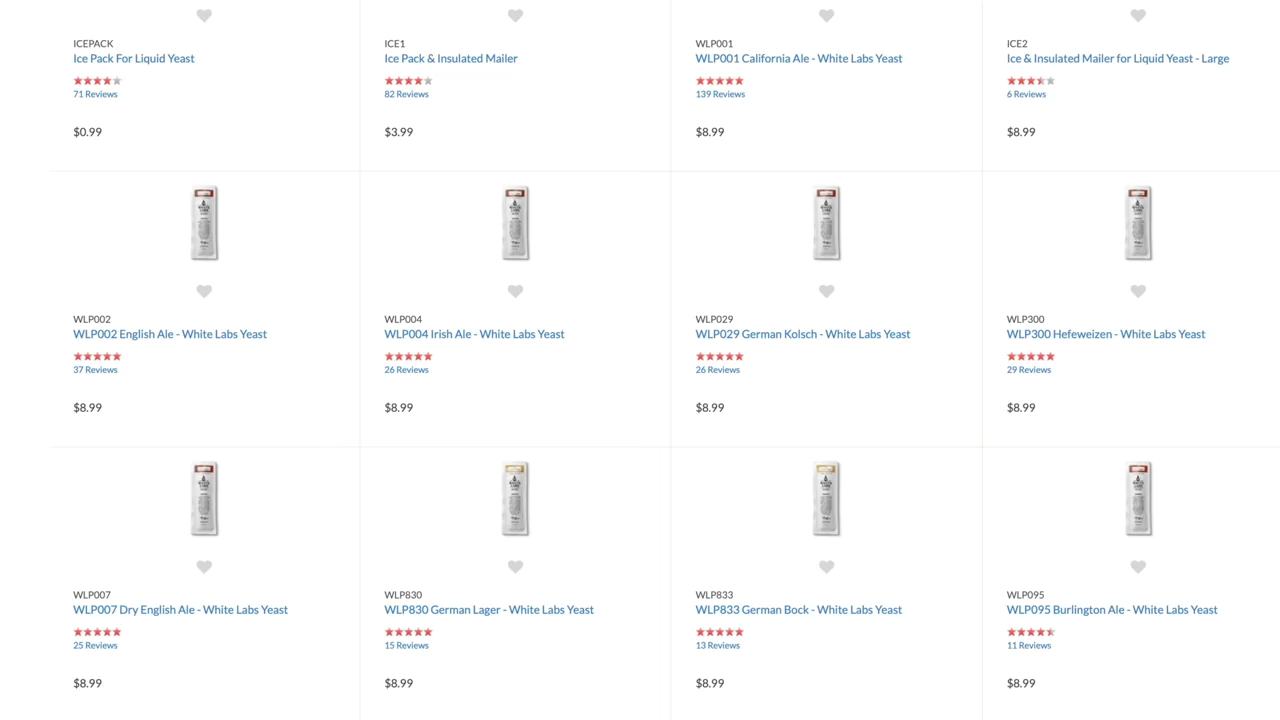 ICEPACK
Ice Pack For Liquid Yeast
71 Reviews
$0.99
ICE1
Ice Pack & Insulated Mailer
82 Reviews
$3.99
WLP001
WLP001 California Ale - White Labs Yeast
139 Reviews
$8.99
ICE2
Ice & Insulated Mailer for Liquid Yeast - Large
6 Reviews
$8.99
WLP002
WLP002 English Ale - White Labs Yeast
37 Reviews
$8.99
WLP004
WLP004 Irish Ale - White Labs Yeast
26 Reviews
$8.99
WLP029
WLP029 German Kolsch - White Labs Yeast
26 Reviews
$8.99
WLP300
WLP300 Hefeweizen - White Labs Yeast
29 Reviews
$8.99
WLP007
WLP007 Dry English Ale - White Labs Yeast
25 Reviews
$8.99
WLP830
WLP830 German Lager - White Labs Yeast
15 Reviews
$8.99
WLP833
WLP833 German Bock - White Labs Yeast
13 Reviews
$8.99
WLP095
WLP095 Burlington Ale - White Labs Yeast
11 Reviews
$8.99